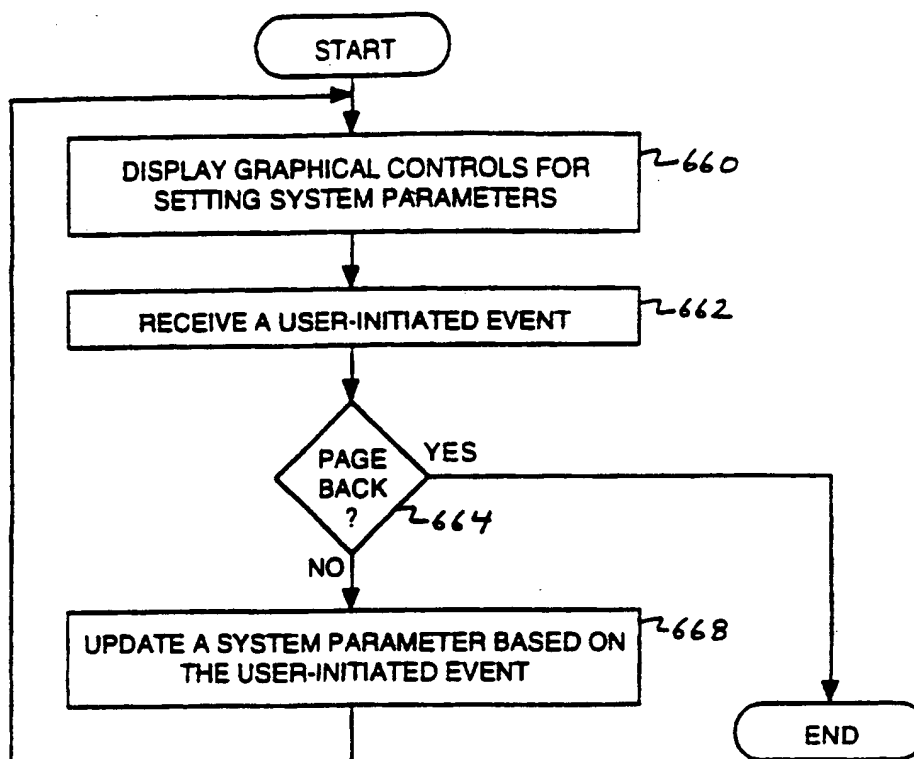 START
DISPLAY GRAPHICAL CONTROLS FOR
SETTING SYSTEM PARAMETERS
660
RECEIVE A USER-INITIATED EVENT
662
PAGE
BACK
?
YES
664
NO
UPDATE A SYSTEM PARAMETER BASED ON
THE USER-INITIATED EVENT
668
END